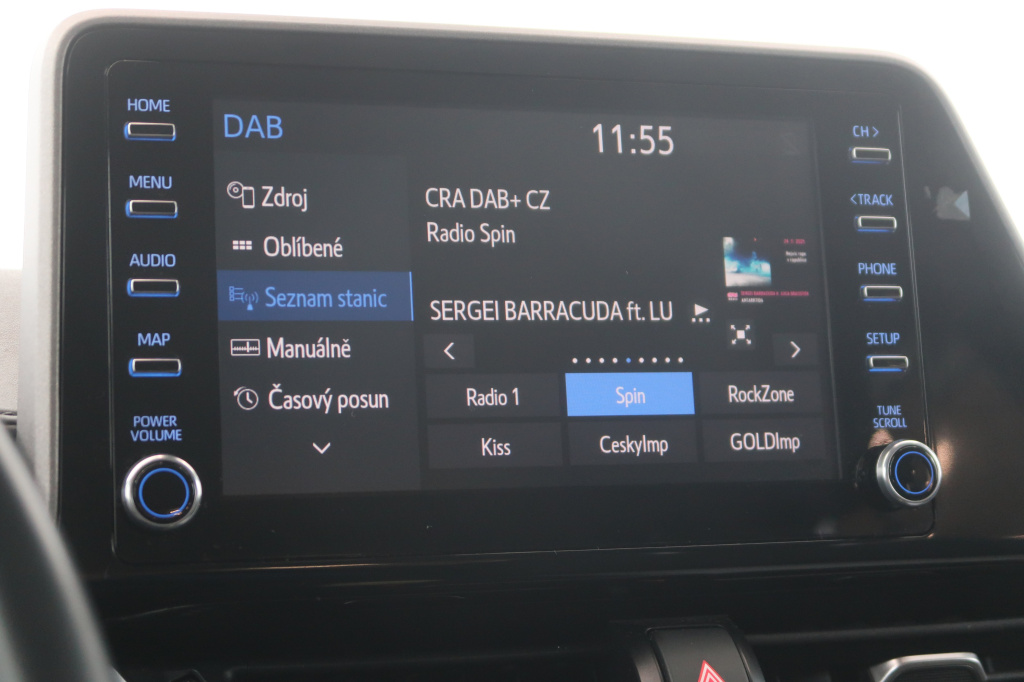 HOME
MENU
AUDIO
MAP
POWER
VOLUME
DAB
11:55
Zdroj
Oblíbené
Seznam stanic
Manuálně
Časový posun
CRA DAB+ CZ
Radio Spin
SERGEI BARRACUDA ft. LU
Radio 1
Spin
RockZone
Kiss
CeskyImp
GOLDImp
CH >
< TRACK
PHONE
SETUP
TUNE
SCROLL